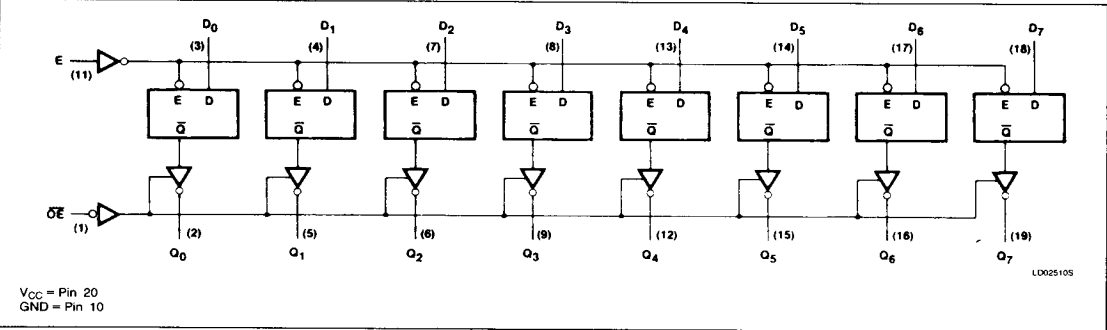 D0 D1 D2 D3 D4 D5 D6 D7
(3) (4) (7) (8) (13) (14) (17) (18)
E
(11)
E D E D E D E D E D E D E D E D
Q̅ Q̅ Q̅ Q̅ Q̅ Q̅ Q̅ Q̅
O̅E̅
(1)
(2) (5) (6) (9) (12) (15) (16) (19)
Q0 Q1 Q2 Q3 Q4 Q5 Q6 Q7
LD02510S
VCC = Pin 20
GND = Pin 10